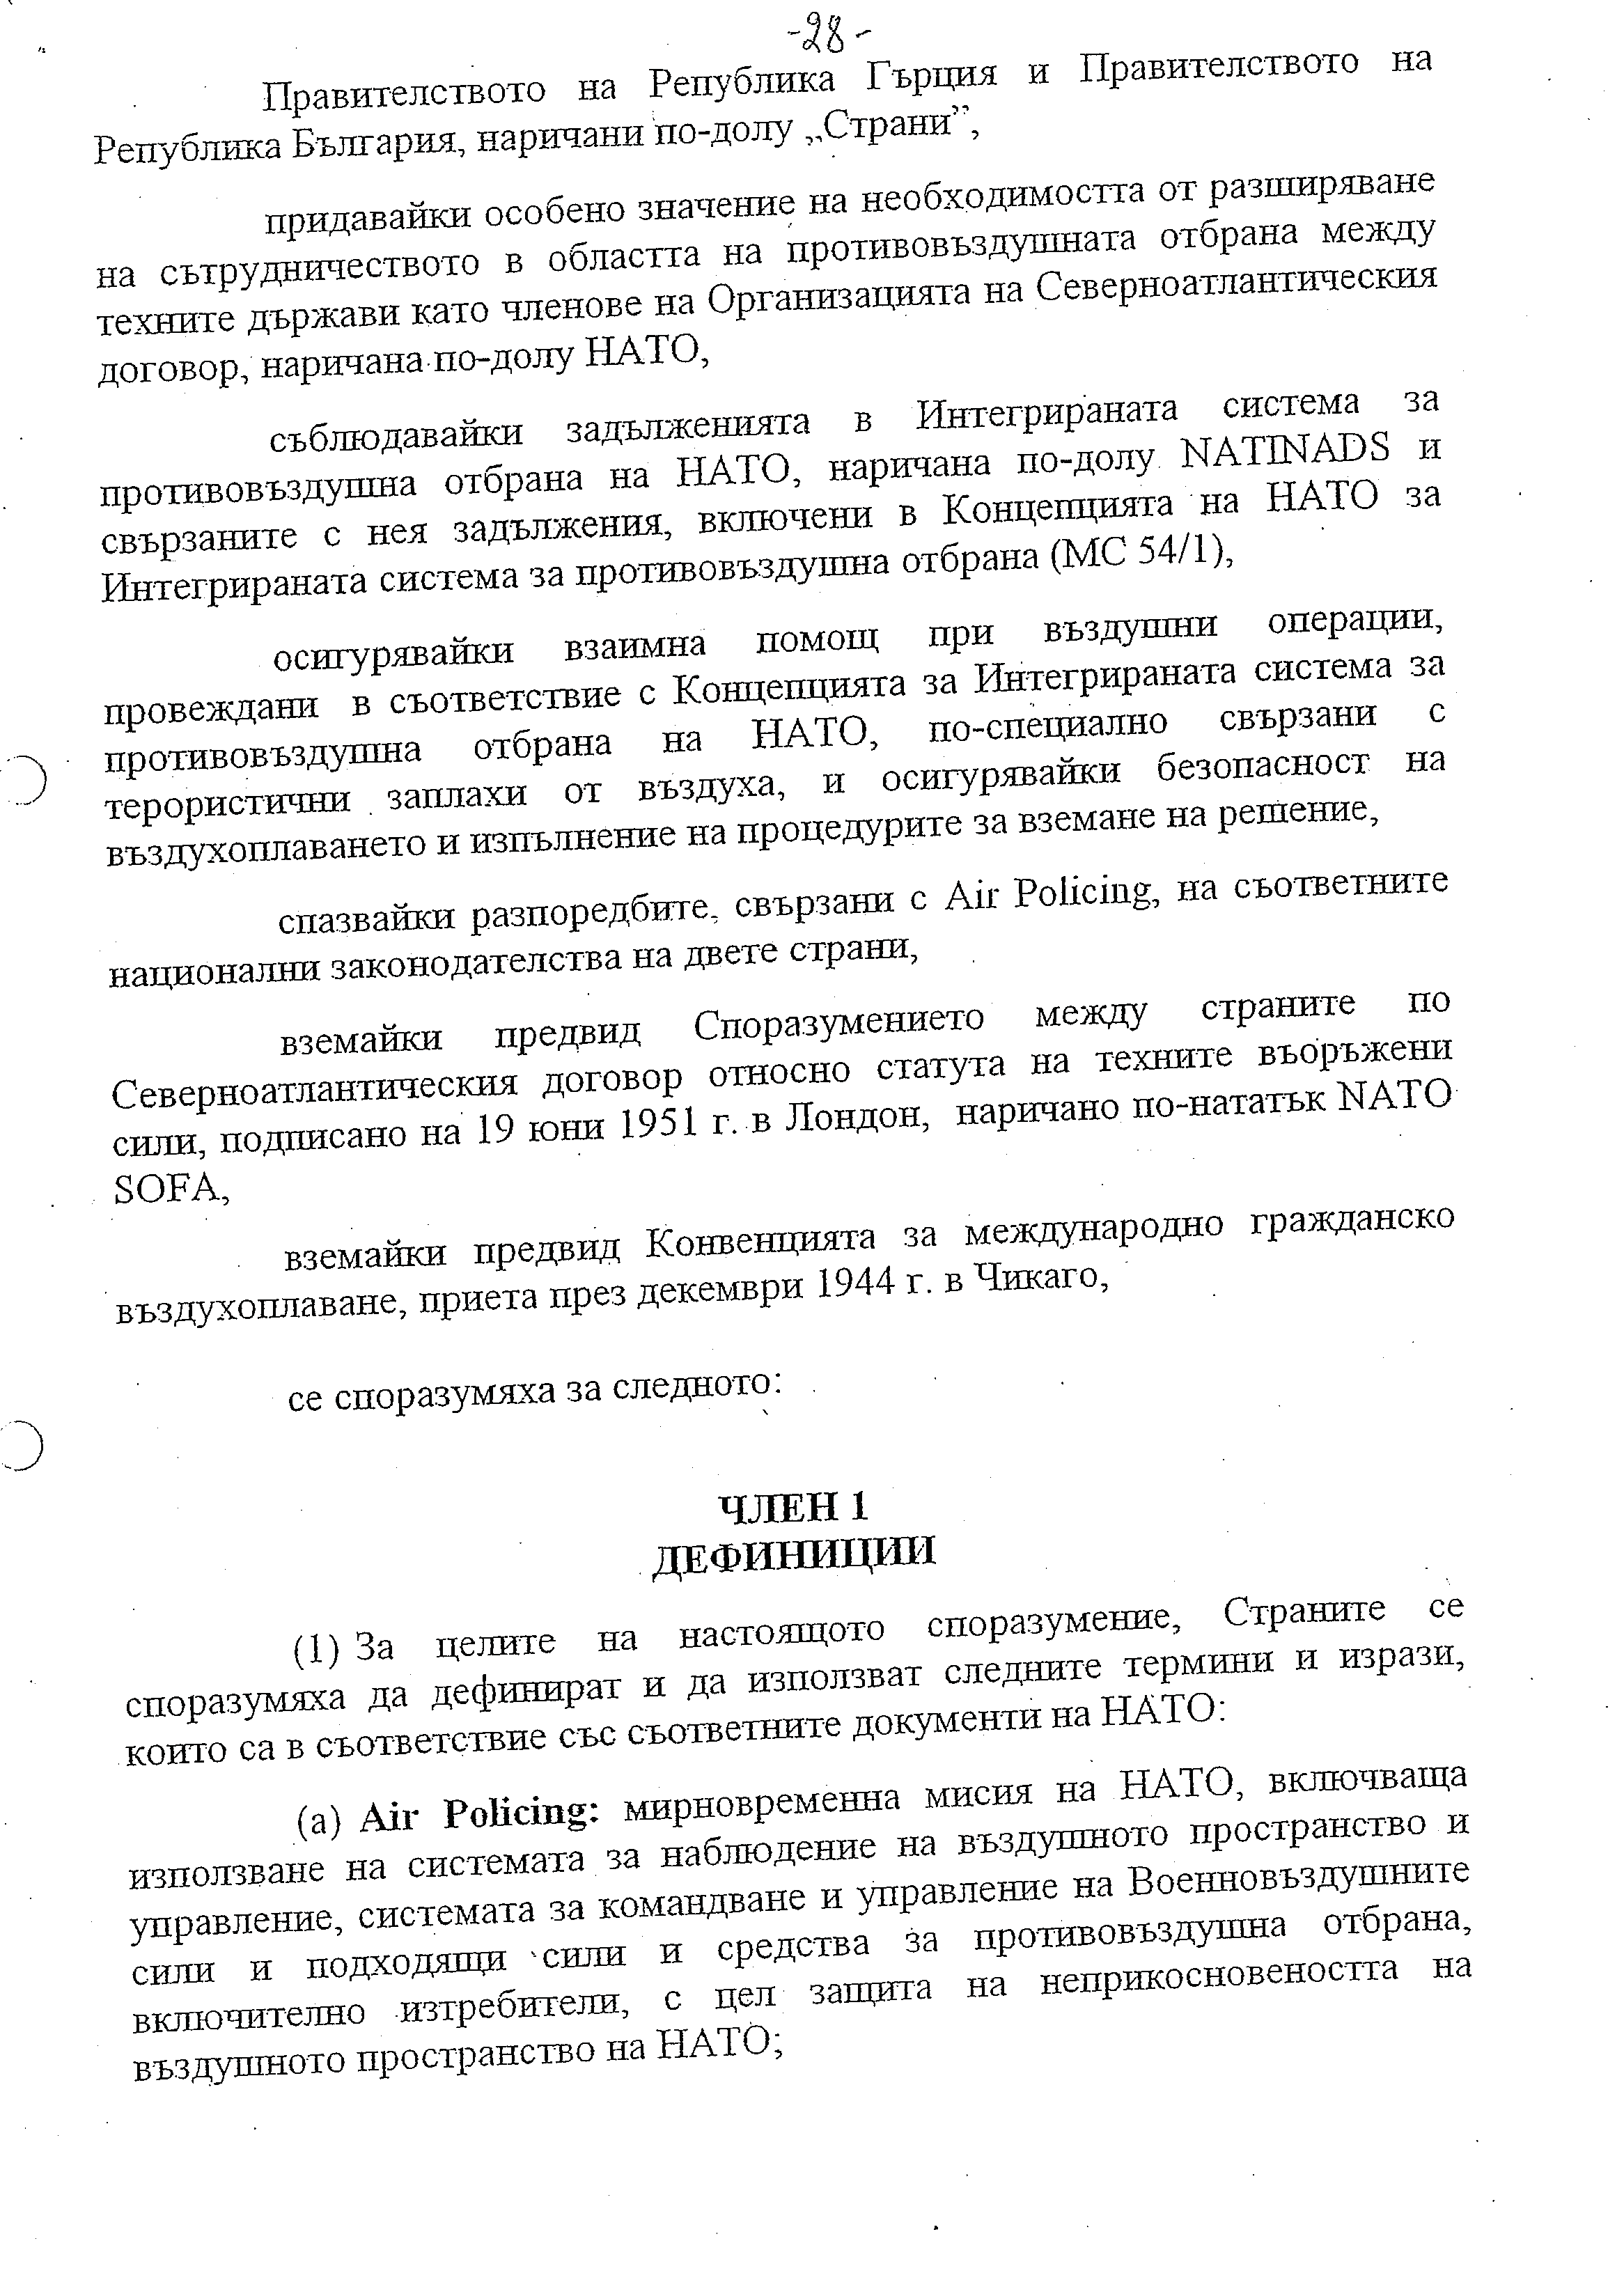 -28-
Правителството на Република Гърция и Правителството на
Република България, наричани по-долу „Страни”,
придавайки особено значение на необходимостта от разширяване
на сътрудничеството в областта на противовъздушната отбрана между
техните държави като членове на Организацията на Северноатлантическия
договор, наричана по-долу НАТО,
съблюдавайки задълженията в Интегрираната система за
противовъздушна отбрана на НАТО, наричана по-долу NATINADS и
свързаните с нея задължения, включени в Концепцията на НАТО за
Интегрираната система за противовъздушна отбрана (МС 54/1),
осигурявайки взаимна помощ при въздушни операции,
провеждани в съответствие с Концепцията за Интегрираната система за
противовъздушна отбрана на НАТО, по-специално свързани с
терористични заплахи от въздуха, и осигурявайки безопасност на
въздухоплаването и изпълнение на процедурите за вземане на решение,
спазвайки разпоредбите, свързани с Air Policing, на съответните
национални законодателства на двете страни,
вземайки предвид Споразумението между страните по
Северноатлантическия договор относно статута на техните въоръжени
сили, подписано на 19 юни 1951 г. в Лондон, наричано по-нататък NATO
SOFA,
вземайки предвид Конвенцията за международно гражданско
въздухоплаване, приета през декември 1944 г. в Чикаго,
се споразумяха за следното:
ЧЛЕН 1
ДЕФИНИЦИИ
(1) За целите на настоящото споразумение, Страните се
споразумяха да дефинират и да използват следните термини и изрази,
които са в съответствие със съответните документи на НАТО:
(а) Air Policing: мирновременна мисия на НАТО, включваща
използване на системата за наблюдение на въздушното пространство и
управление, системата за командване и управление на Военновъздушните
сили и подходящи сили и средства за противовъздушна отбрана,
включително изтребители, с цел защита на неприкосновеността на
въздушното пространство на НАТО;